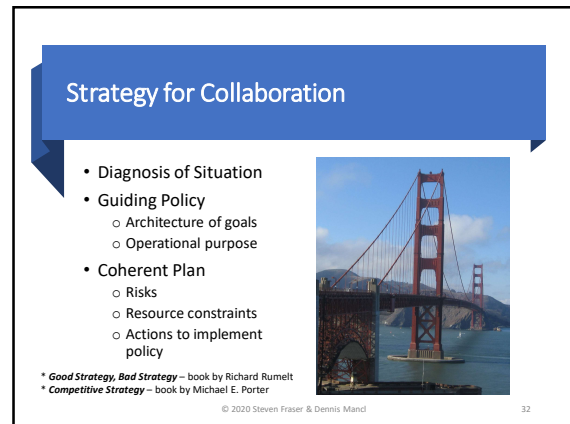 Strategy for Collaboration
• Diagnosis of Situation
• Guiding Policy
o Architecture of goals
o Operational purpose
• Coherent Plan
o Risks
o Resource constraints
o Actions to implement
policy
* Good Strategy, Bad Strategy – book by Richard Rumelt
* Competitive Strategy – book by Michael E. Porter
© 2020 Steven Fraser & Dennis Mancl
32